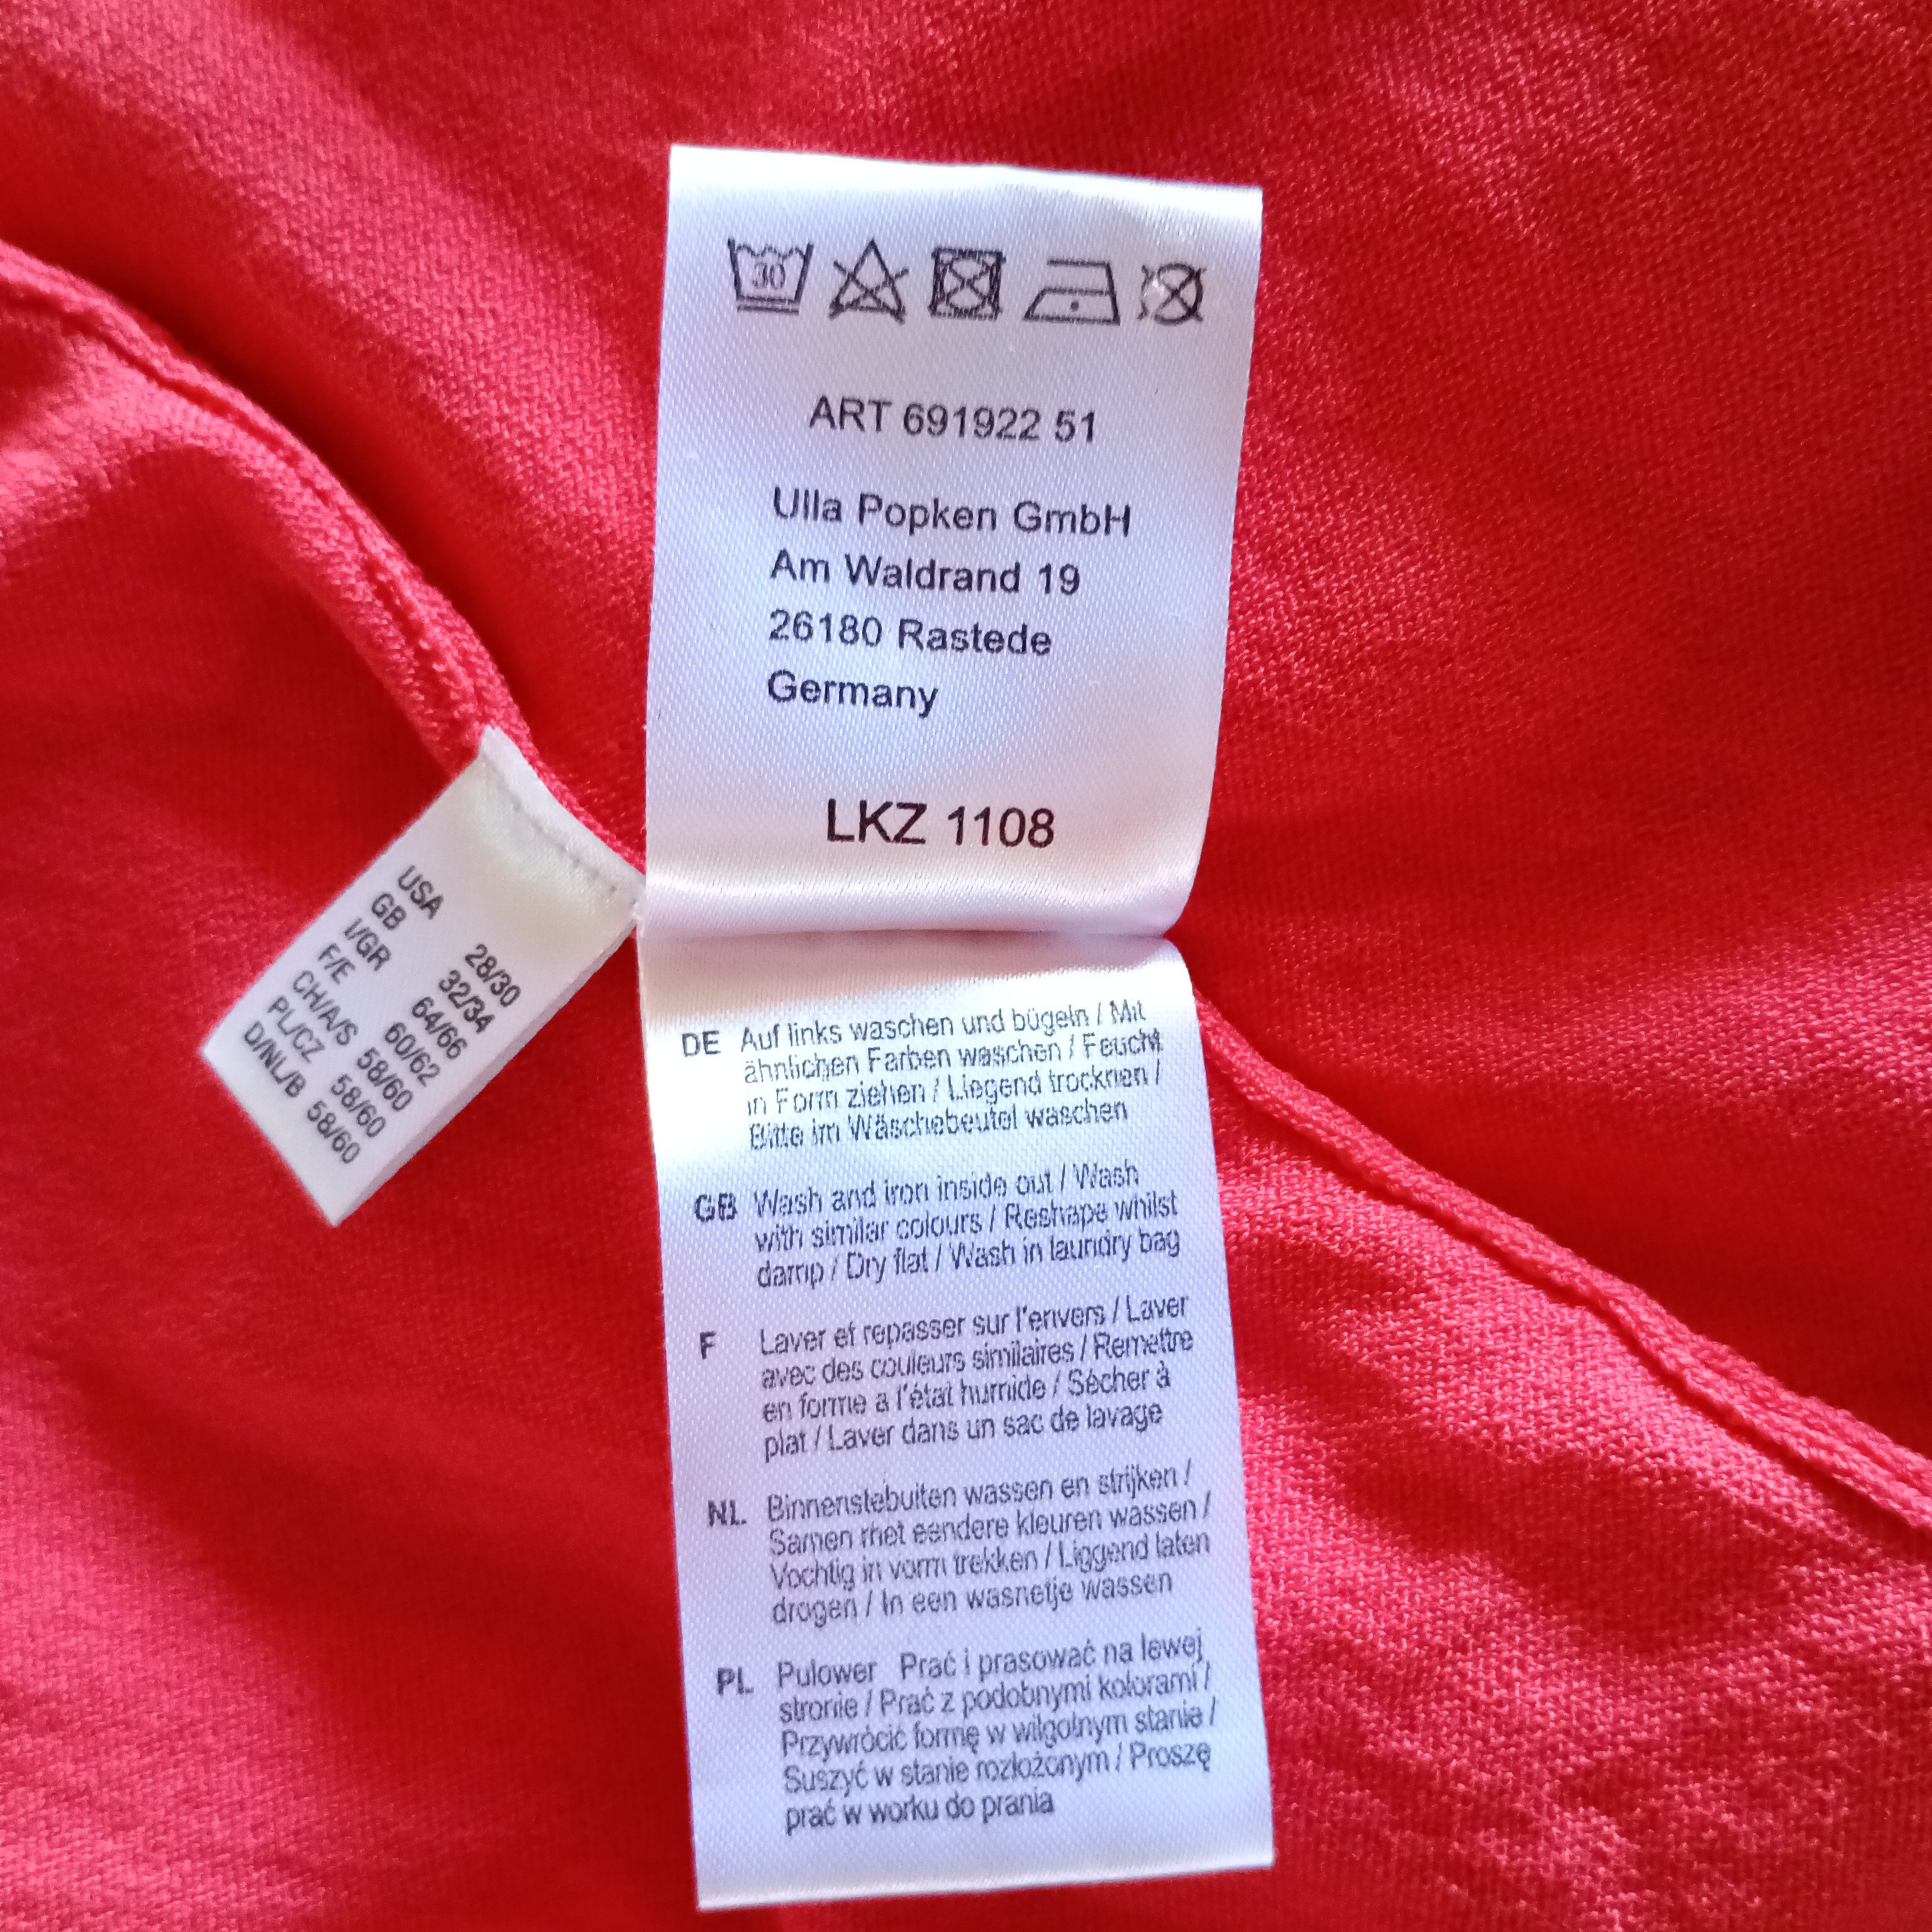 30
ART 691922 51
Ulla Popken GmbH
Am Waldrand 19
26180 Rastede
Germany
LKZ 1108
USA 28/30
GB 32/34
I/GR 64/66
F/E 60/62
CH/A/S 58/60
PL/CZ 58/60
D/NL/B 58/60
DE Auf links waschen und bügeln / Mit
ähnlichen Farben waschen / Feucht
in Form ziehen / Liegend trocknen /
Bitte im Wäschebeutel waschen
GB Wash and iron inside out / Wash
with similar colours / Reshape whilst
damp / Dry flat / Wash in laundry bag
F Laver et repasser sur l'envers / Laver
avec des couleurs similaires / Remettre
en forme a l'état humide / Sécher à
plat / Laver dans un sac de lavage
NL Binnenstebuiten wassen en strijken /
Samen met eendere kleuren wassen /
Vochtig in vorm trekken / Liggend laten
drogen / In een wasnetje wassen
PL Pulower Prać i prasować na lewej
stronie / Prać z podobnymi kolorami /
Przywrócić formę w wilgotnym stanie /
Suszyć w stanie rozłożonym / Proszę
prać w worku do prania